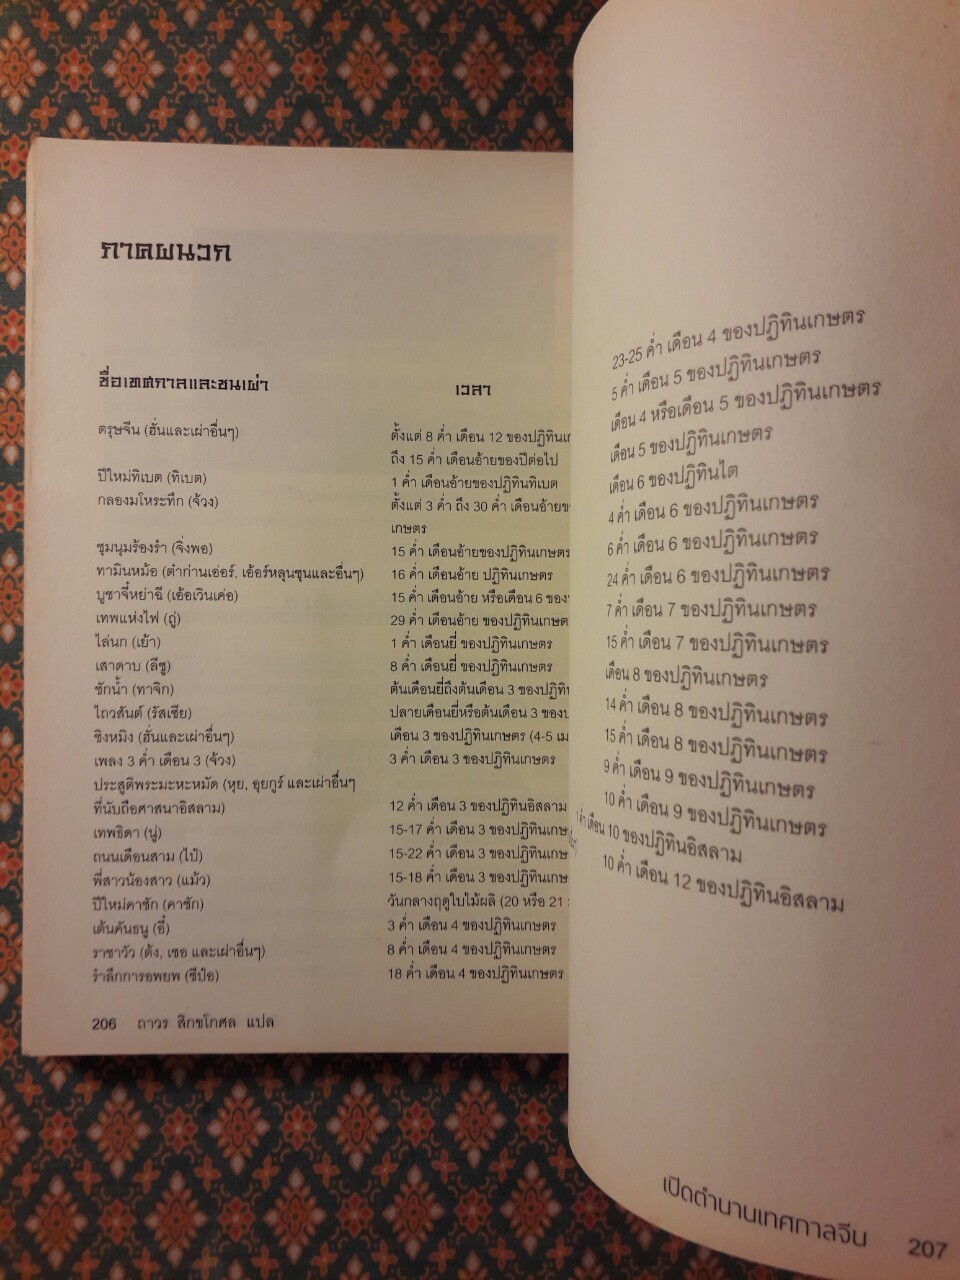 ภาคผนวก
ชื่อเทศกาลและชนเผ่า เวลา
ตรุษจีน (ฮั่นและเผ่าอื่นๆ) ตั้งแต่ 8 ค่ำ เดือน 12 ของปฏิทินเก
ถึง 15 ค่ำ เดือนอ้ายของปีต่อไป
ปีใหม่ทิเบต (ทิเบต) 1 ค่ำ เดือนอ้ายของปฏิทินทิเบต
กลองมโหระทึก (จ้วง) ตั้งแต่ 3 ค่ำ ถึง 30 ค่ำ เดือนอ้ายขอ
เกษตร
ชุมนุมร้องรำ (จิ่งพอ) 15 ค่ำ เดือนอ้ายของปฏิทินเกษตร
ทามินหม้อ (ตำก่านเอ่อร์, เอ้อร์หลุนชุนและอื่นๆ) 16 ค่ำ เดือนอ้าย ปฏิทินเกษตร
บูชาจี๋หย่าฉี (เอ้อเวินเค่อ) 15 ค่ำ เดือนอ้าย หรือเดือน 6 ของ
เทพแห่งไฟ (ถู่) 29 ค่ำ เดือนอ้าย ของปฏิทินเกษต
ไล่นก (เย้า) 1 ค่ำ เดือนยี่ ของปฏิทินเกษตร
เสาดาบ (ลีซู) 8 ค่ำ เดือนยี่ ของปฏิทินเกษตร
ชักน้ำ (ทาจิก) ต้นเดือนยี่ถึงต้นเดือน 3 ของปฏิทิน
ไถวสันต์ (รัสเซีย) ปลายเดือนยี่หรือต้นเดือน 3 ของป
ชิงหมิง (ฮั่นและเผ่าอื่นๆ) เดือน 3 ของปฏิทินเกษตร (4-5 เม
เพลง 3 ค่ำ เดือน 3 (จ้วง) 3 ค่ำ เดือน 3 ของปฏิทินเกษตร
ประสูติพระมะหะหมัด (หุย, อุยกูร์ และเผ่าอื่นๆ
ที่นับถือศาสนาอิสลาม) 12 ค่ำ เดือน 3 ของปฏิทินอิสลาม
เทพธิดา (นู่) 15-17 ค่ำ เดือน 3 ของปฏิทินเกษ
ถนนเดือนสาม (ไป๋) 15-22 ค่ำ เดือน 3 ของปฏิทินเกษ
พี่สาวน้องสาว (แม้ว) 15-18 ค่ำ เดือน 3 ของปฏิทินเกษ
ปีใหม่คาซัก (คาซัก) วันกลางฤดูใบไม้ผลิ (20 หรือ 21
เต้นคันธนู (อี๋) 3 ค่ำ เดือน 4 ของปฏิทินเกษตร
ราชาวัว (ต้ง, เซอ และเผ่าอื่นๆ) 8 ค่ำ เดือน 4 ของปฏิทินเกษตร
รำลึกการอพยพ (ซีป๋อ) 18 ค่ำ เดือน 4 ของปฏิทินเกษตร
206 ถาวร สิกขโกศล แปล
23-25 ค่ำ เดือน 4 ของปฏิทินเกษตร
5 ค่ำ เดือน 5 ของปฏิทินเกษตร
เดือน 4 หรือเดือน 5 ของปฏิทินเกษตร
เดือน 5 ของปฏิทินเกษตร
เดือน 6 ของปฏิทินไต
4 ค่ำ เดือน 6 ของปฏิทินเกษตร
6 ค่ำ เดือน 6 ของปฏิทินเกษตร
24 ค่ำ เดือน 6 ของปฏิทินเกษตร
7 ค่ำ เดือน 7 ของปฏิทินเกษตร
15 ค่ำ เดือน 7 ของปฏิทินเกษตร
เดือน 8 ของปฏิทินเกษตร
14 ค่ำ เดือน 8 ของปฏิทินเกษตร
15 ค่ำ เดือน 8 ของปฏิทินเกษตร
9 ค่ำ เดือน 9 ของปฏิทินเกษตร
10 ค่ำ เดือน 9 ของปฏิทินเกษตร
1 ค่ำ เดือน 10 ของปฏิทินอิสลาม
10 ค่ำ เดือน 12 ของปฏิทินอิสลาม
เปิดตำนานเทศกาลจีน 207